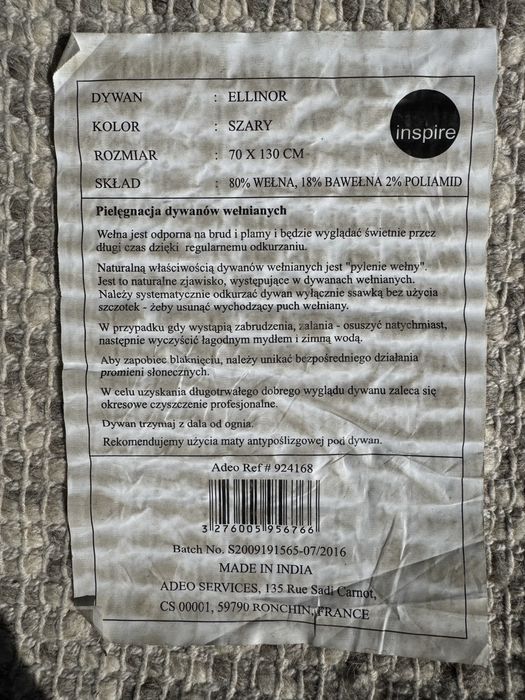 DYWAN : ELLINOR
KOLOR : SZARY
ROZMIAR : 70 X 130 CM
SKŁAD : 80% WEŁNA, 18% BAWEŁNA 2% POLIAMID
inspire
Pielęgnacja dywanów wełnianych
Wełna jest odporna na brud i plamy i będzie wyglądać świetnie przez
długi czas dzięki regularnemu odkurzaniu.
Naturalną właściwością dywanów wełnianych jest "pylenie wełny".
Jest to naturalne zjawisko, występujące w dywanach wełnianych.
Należy systematycznie odkurzać dywan wyłącznie ssawką bez użycia
szczotek - żeby usunąć wychodzący puch wełniany.
W przypadku gdy wystąpią zabrudzenia, zalania - osuszyć natychmiast,
następnie wyczyścić łagodnym mydłem i zimną wodą.
Aby zapobiec blaknięciu, należy unikać bezpośredniego działania
promieni słonecznych.
W celu uzyskania długotrwałego dobrego wyglądu dywanu zaleca się
okresowe czyszczenie profesjonalne.
Dywan trzymaj z dala od ognia.
Rekomendujemy użycia maty antypoślizgowej pod dywan.
Adeo Ref # 924168
3 276005 956766
Batch No. S2009191565-07/2016
MADE IN INDIA
ADEO SERVICES, 135 Rue Sadi Carnot,
CS 00001, 59790 RONCHIN, FRANCE